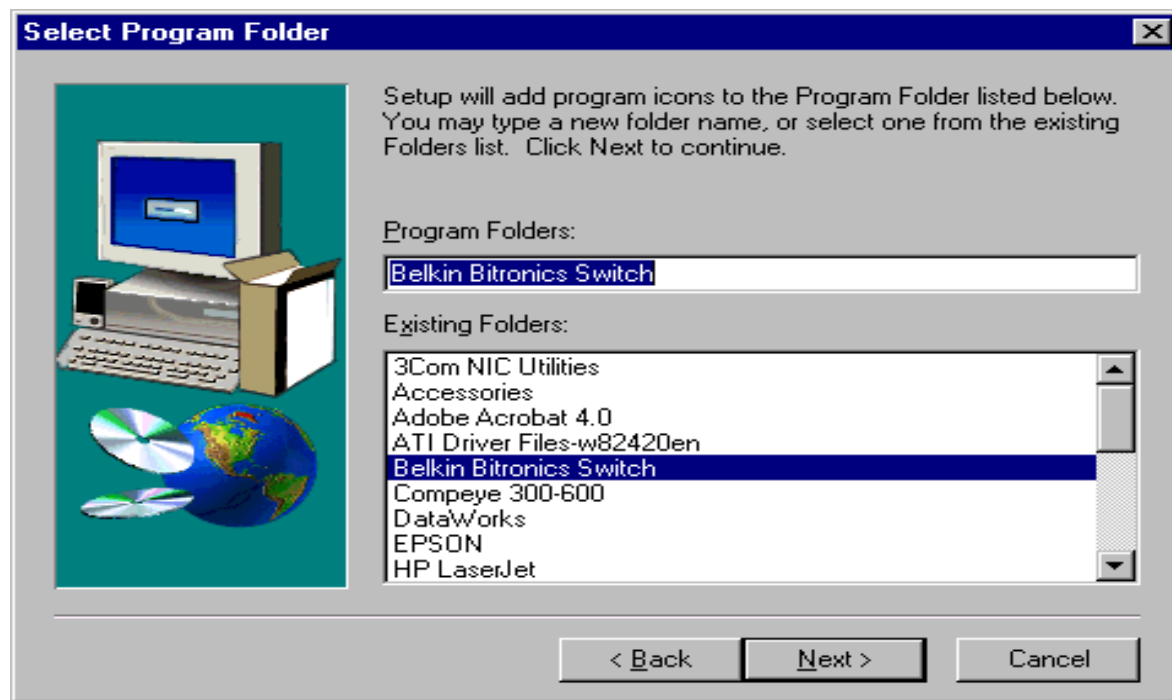 Select Program Folder
Setup will add program icons to the Program Folder listed below.
You may type a new folder name, or select one from the existing
Folders list.  Click Next to continue.
Program Folders:
Belkin Bitronics Switch
Existing Folders:
3Com NIC Utilities
Accessories
Adobe Acrobat 4.0
ATI Driver Files-w82420en
Belkin Bitronics Switch
Compeye 300-600
DataWorks
EPSON
HP LaserJet
< Back
Next >
Cancel